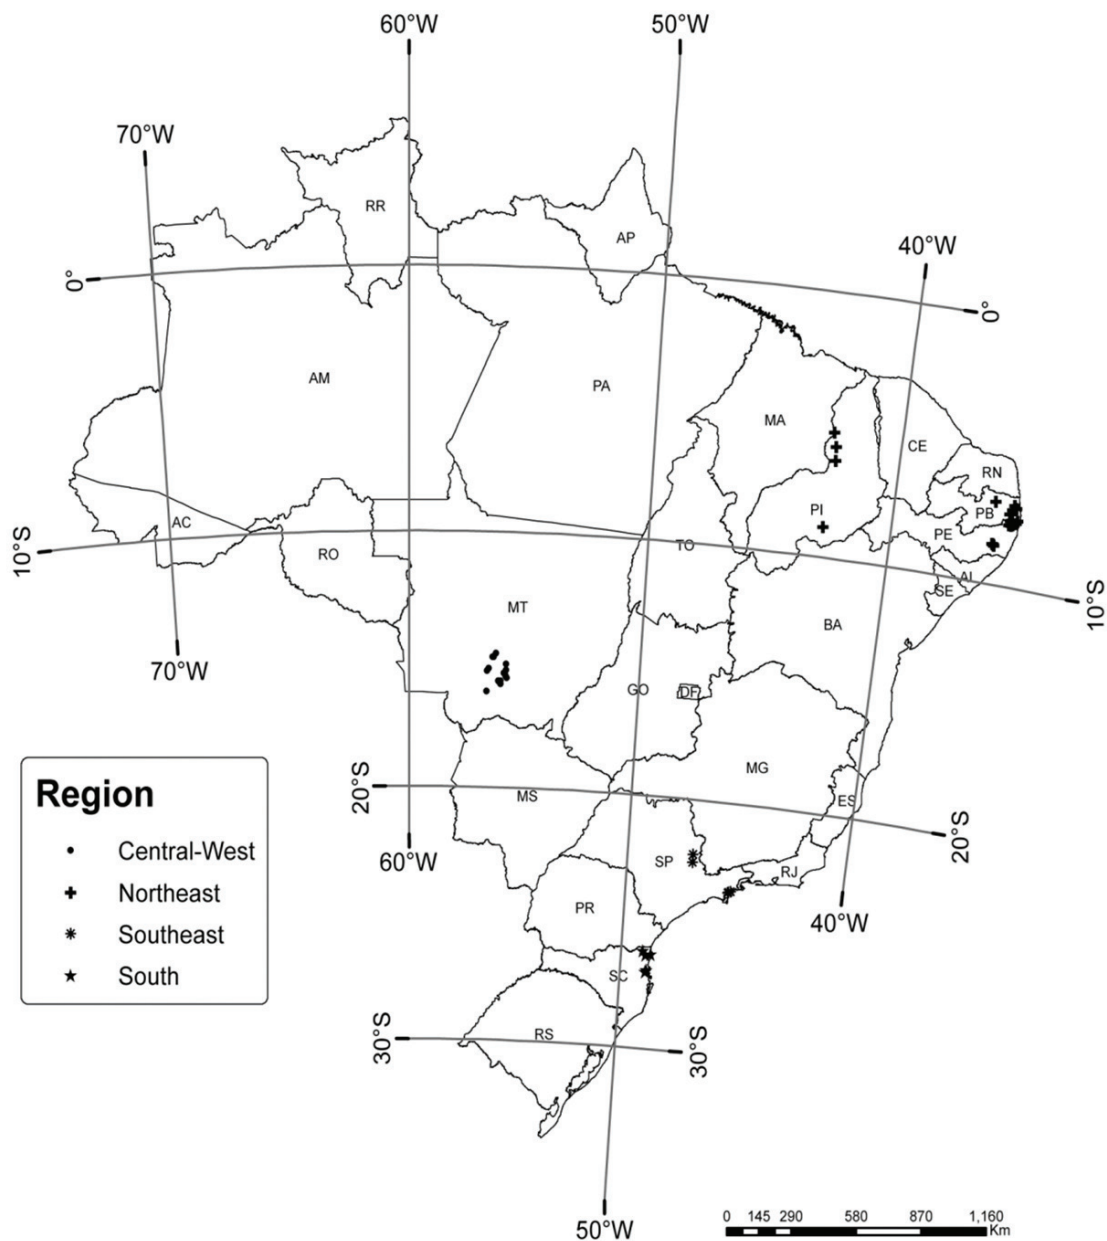 60°W
50°W
70°W
40°W
RR
AP
0°
0°
AM
PA
MA
CE
RN
PB
PI
PE
AC
RO
TO
AL
SE
10°S
10°S
MT
BA
70°W
GO
DF
MG
MS
ES
20°S
20°S
60°W
SP
RJ
PR
40°W
SC
RS
30°S
30°S
50°W
Region
Central-West
Northeast
Southeast
South
0 145 290 580 870 1,160
Km